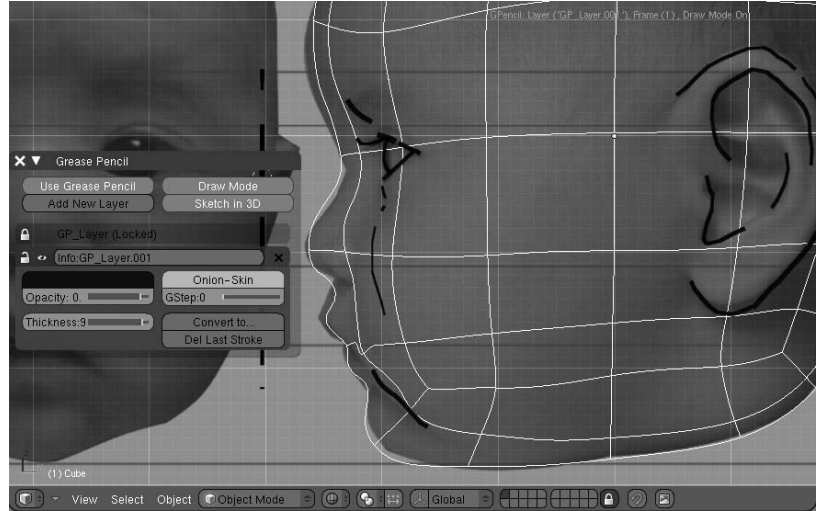 GPencil: Layer ("GP_Layer.001"), Frame (1), Draw Mode On
Grease Pencil
Use Grease Pencil
Draw Mode
Add New Layer
Sketch in 3D
GP_Layer (Locked)
Info:GP_Layer.001
Onion-Skin
Opacity: 0.
GStep:0
Thickness:9
Convert to...
Del Last Stroke
(1) Cube
View Select Object Object Mode Global